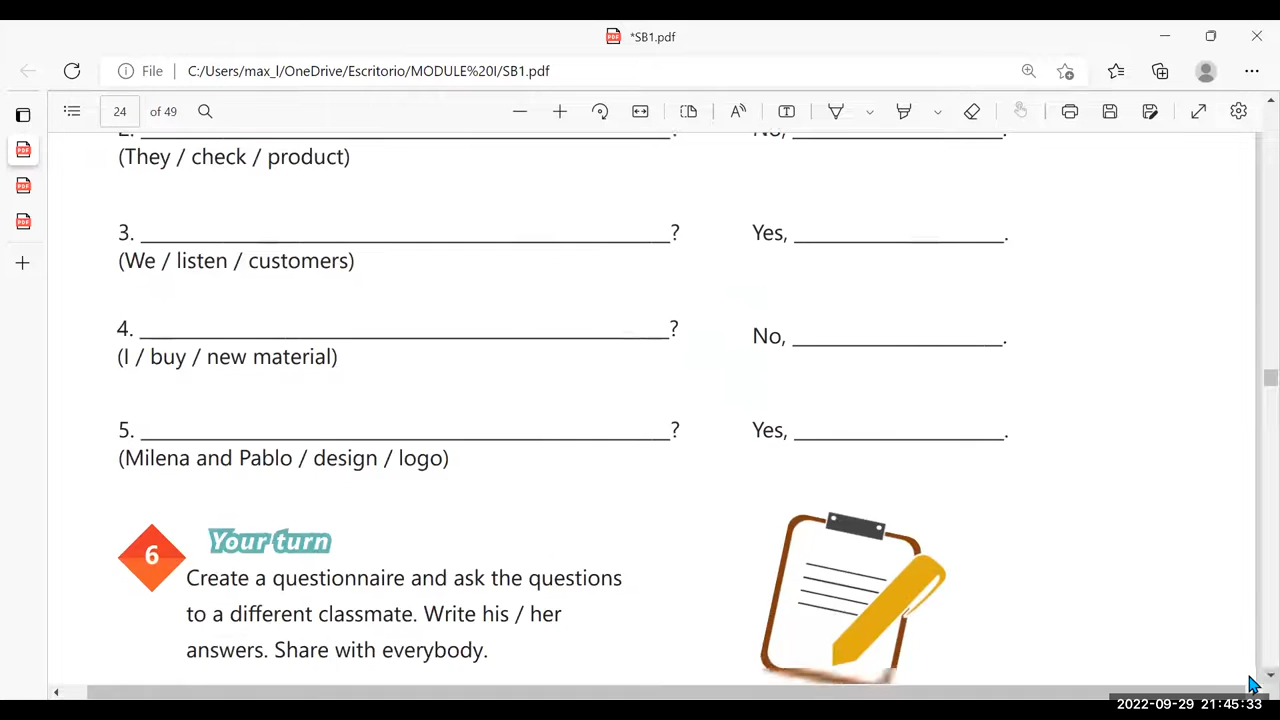 *SB1.pdf
File
C:/Users/max_l/OneDrive/Escritorio/MODULE%20I/SB1.pdf
24 of 49
2. ? No, .
(They / check / product)
3. ? Yes, .
(We / listen / customers)
4. ? No, .
(I / buy / new material)
5. ? Yes, .
(Milena and Pablo / design / logo)
6 Your turn
Create a questionnaire and ask the questions
to a different classmate. Write his / her
answers. Share with everybody.
2022-09-29 21:45:33